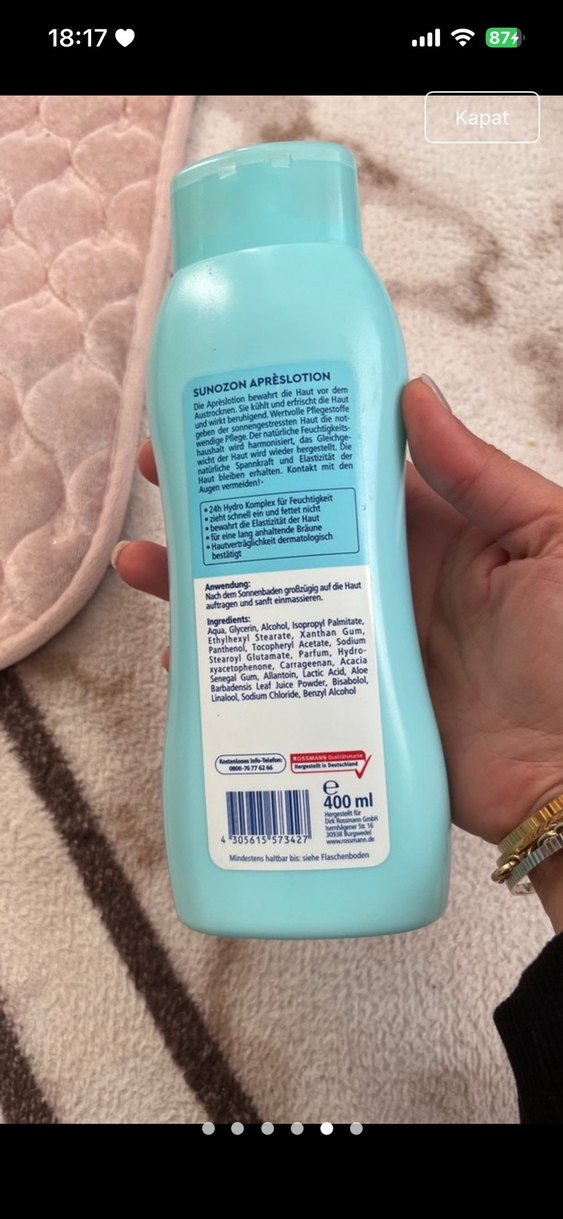 18:17
87
Kapat
SUNOZON APRÈSLOTION
Die Aprèslotion bewahrt die Haut vor dem
Austrocknen. Sie kühlt und erfrischt die Haut
und wirkt beruhigend. Wertvolle Pflegestoffe
geben der sonnengestressten Haut die not-
wendige Pflege. Der natürliche Feuchtigkeits-
haushalt wird harmonisiert, das Gleichge-
wicht der Haut wird wieder hergestellt. Die
natürliche Spannkraft und Elastizität der
Haut bleiben erhalten. Kontakt mit den
Augen vermeiden!
• 24h Hydro Komplex für Feuchtigkeit
• zieht schnell ein und fettet nicht
• bewahrt die Elastizität der Haut
• für eine lang anhaltende Bräune
• Hautverträglichkeit dermatologisch
bestätigt
Anwendung:
Nach dem Sonnenbaden großzügig auf die Haut
auftragen und sanft einmassieren.
Ingredients:
Aqua, Glycerin, Alcohol, Isopropyl Palmitate,
Ethylhexyl Stearate, Xanthan Gum,
Panthenol, Tocopheryl Acetate, Sodium
Stearoyl Glutamate, Parfum, Hydro-
xyacetophenone, Carrageenan, Acacia
Senegal Gum, Allantoin, Lactic Acid, Aloe
Barbadensis Leaf Juice Powder, Bisabolol,
Linalool, Sodium Chloride, Benzyl Alcohol
Kostenloses Info-Telefon:
0800-76 77 62 66
ROSSMANN Qualitätsmarke
Hergestellt in Deutschland
e
400 ml
Hergestellt für
Dirk Rossmann GmbH
Isernhägener Str. 16
30938 Burgwedel
www.rossmann.de
4 305615 573427
Mindestens haltbar bis: siehe Flaschenboden